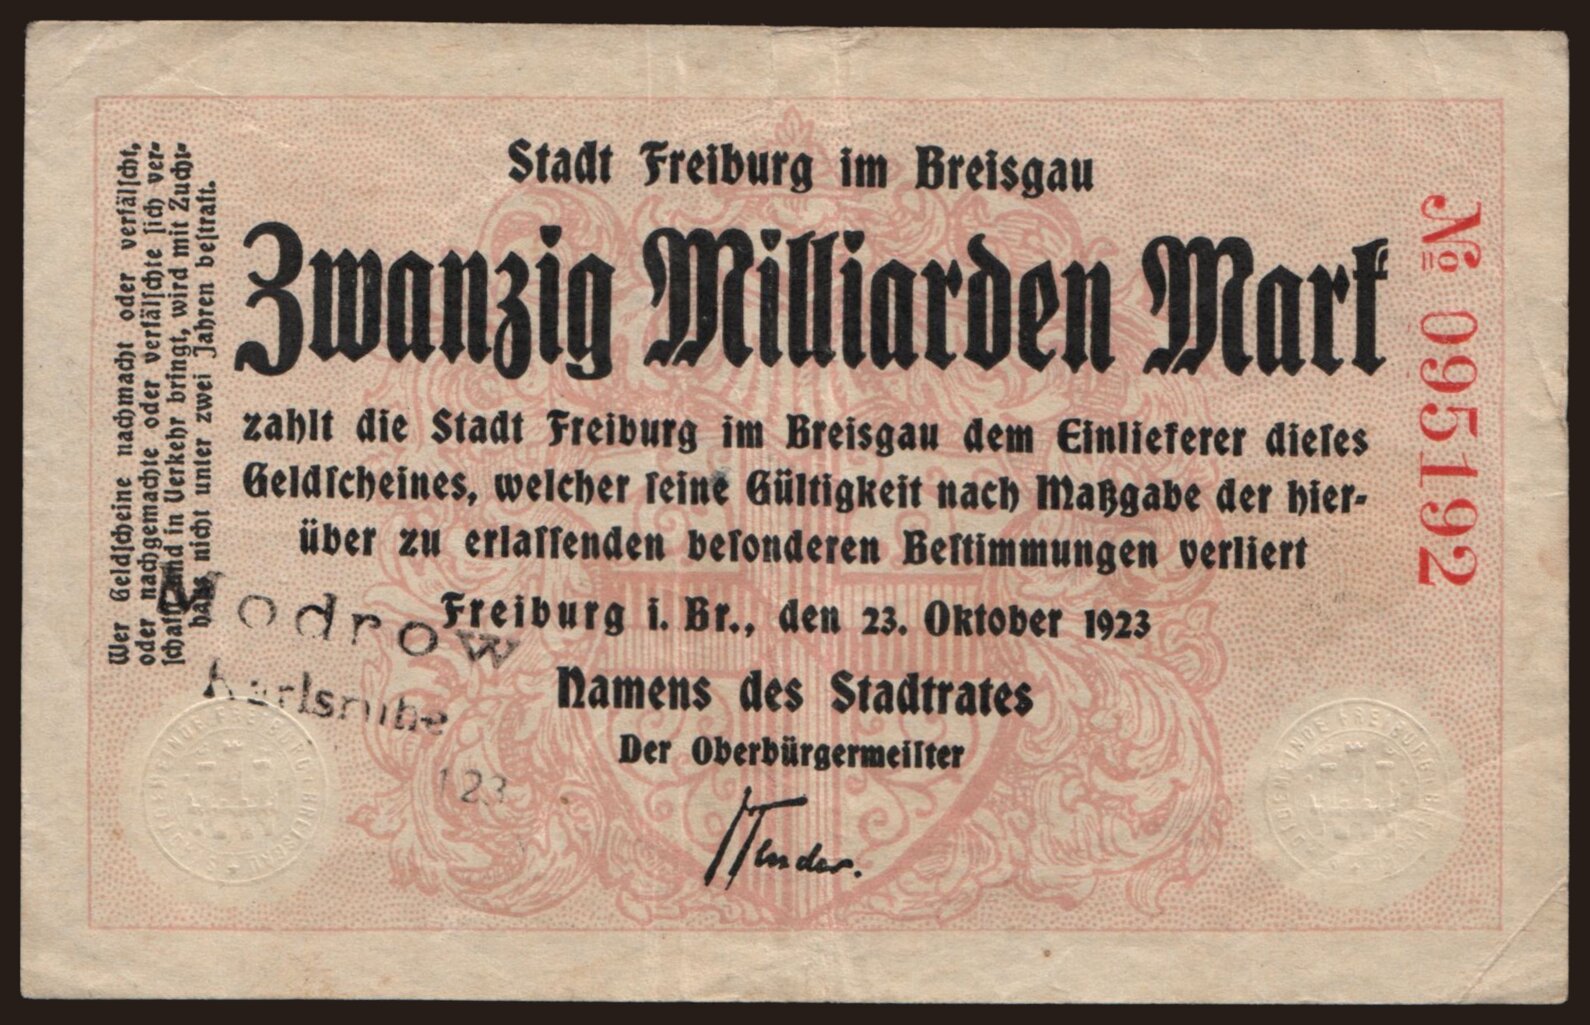 Stadt Freiburg im Breisgau
Zwanzig Milliarden Mark
zahlt die Stadt Freiburg im Breisgau dem Einlieferer dieſes
Geldſcheines, welcher ſeine Gültigkeit nach Maßgabe der hier-
über zu erlaſſenden beſonderen Beſtimmungen verliert
Freiburg i. Br., den 23. Oktober 1923
Namens des Stadtrates
Der Oberbürgermeiſter
Wer Geldſcheine nachmacht oder verfälſcht,
oder nachgemachte oder verfälſchte ſich ver-
ſchafft und in Verkehr bringt, wird mit Zucht-
haus nicht unter zwei Jahren beſtraft.
№ 095192
Modrow
Karlsruhe
123